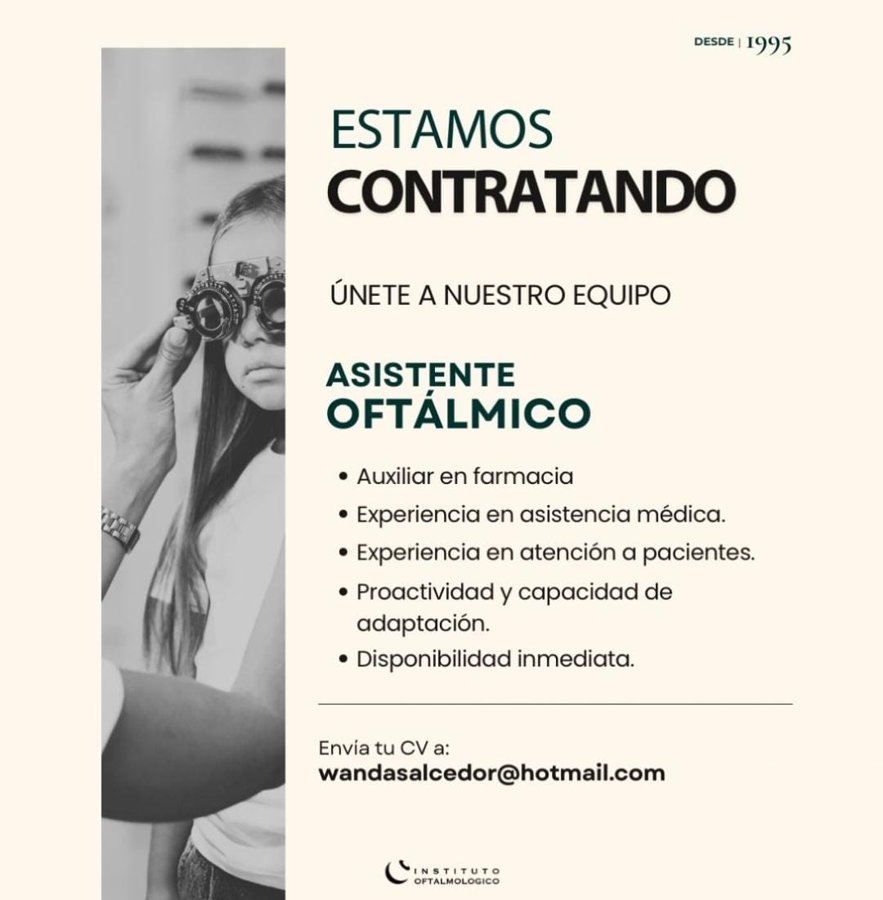 DESDE | 1995
ESTAMOS
CONTRATANDO
ÚNETE A NUESTRO EQUIPO
ASISTENTE
OFTÁLMICO
• Auxiliar en farmacia
• Experiencia en asistencia médica.
• Experiencia en atención a pacientes.
• Proactividad y capacidad de
adaptación.
• Disponibilidad inmediata.
Envía tu CV a:
wandasalcedor@hotmail.com
INSTITUTO
OFTALMOLOGICO